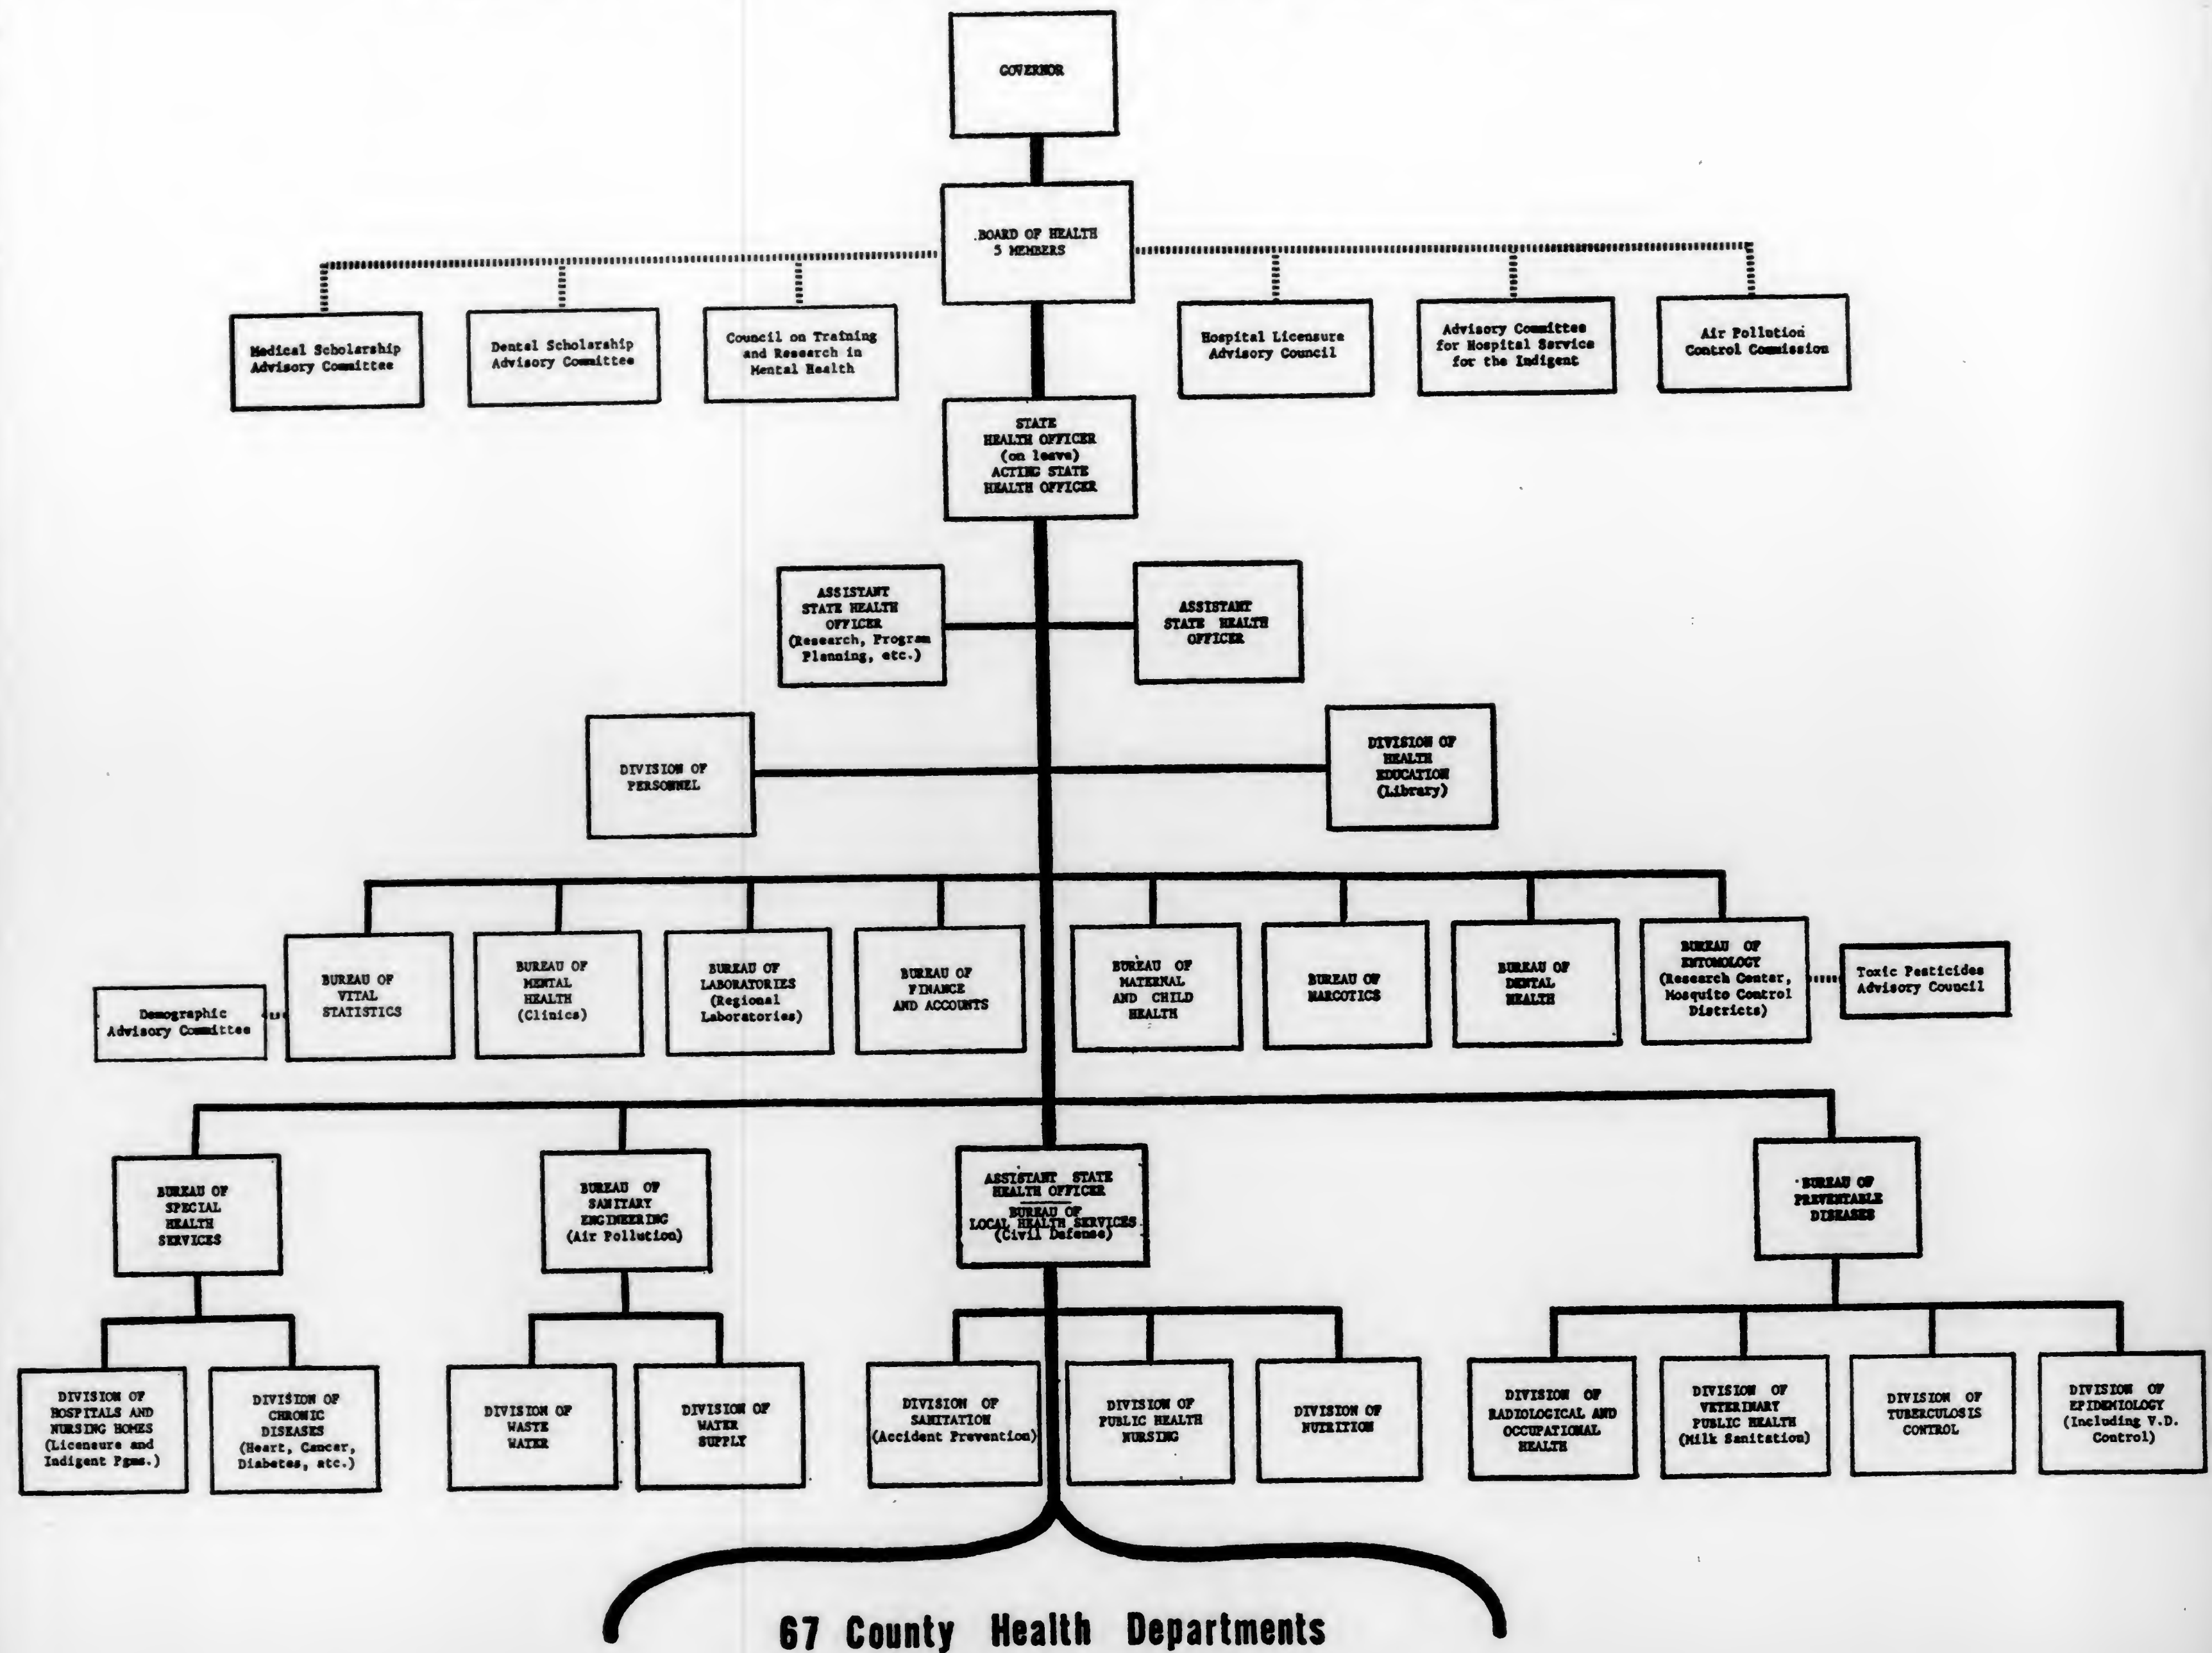 GOVERNOR
BOARD OF HEALTH
5 MEMBERS
Medical Scholarship
Advisory Committee
Dental Scholarship
Advisory Committee
Council on Training
and Research in
Mental Health
Hospital Licensure
Advisory Council
Advisory Committee
for Hospital Service
for the Indigent
Air Pollution
Control Commission
STATE
HEALTH OFFICER
(on leave)
ACTING STATE
HEALTH OFFICER
ASSISTANT
STATE HEALTH
OFFICER
(Research, Program
Planning, etc.)
ASSISTANT
STATE HEALTH
OFFICER
DIVISION OF
PERSONNEL
DIVISION OF
HEALTH
EDUCATION
(Library)
Demographic
Advisory Committee
BUREAU OF
VITAL
STATISTICS
BUREAU OF
MENTAL
HEALTH
(Clinics)
BUREAU OF
LABORATORIES
(Regional
Laboratories)
BUREAU OF
FINANCE
AND ACCOUNTS
BUREAU OF
MATERNAL
AND CHILD
HEALTH
BUREAU OF
NARCOTICS
BUREAU OF
DENTAL
HEALTH
BUREAU OF
ENTOMOLOGY
(Research Center,
Mosquito Control
Districts)
Toxic Pesticides
Advisory Council
BUREAU OF
SPECIAL
HEALTH
SERVICES
BUREAU OF
SANITARY
ENGINEERING
(Air Pollution)
ASSISTANT STATE
HEALTH OFFICER
BUREAU OF
LOCAL HEALTH SERVICES
(Civil Defense)
BUREAU OF
PREVENTABLE
DISEASES
DIVISION OF
HOSPITALS AND
NURSING HOMES
(Licensure and
Indigent Pgms.)
DIVISION OF
CHRONIC
DISEASES
(Heart, Cancer,
Diabetes, etc.)
DIVISION OF
WASTE
WATER
DIVISION OF
WATER
SUPPLY
DIVISION OF
SANITATION
(Accident Prevention)
DIVISION OF
PUBLIC HEALTH
NURSING
DIVISION OF
NUTRITION
DIVISION OF
RADIOLOGICAL AND
OCCUPATIONAL
HEALTH
DIVISION OF
VETERINARY
PUBLIC HEALTH
(Milk Sanitation)
DIVISION OF
TUBERCULOSIS
CONTROL
DIVISION OF
EPIDEMIOLOGY
(Including V.D.
Control)
67 County Health Departments